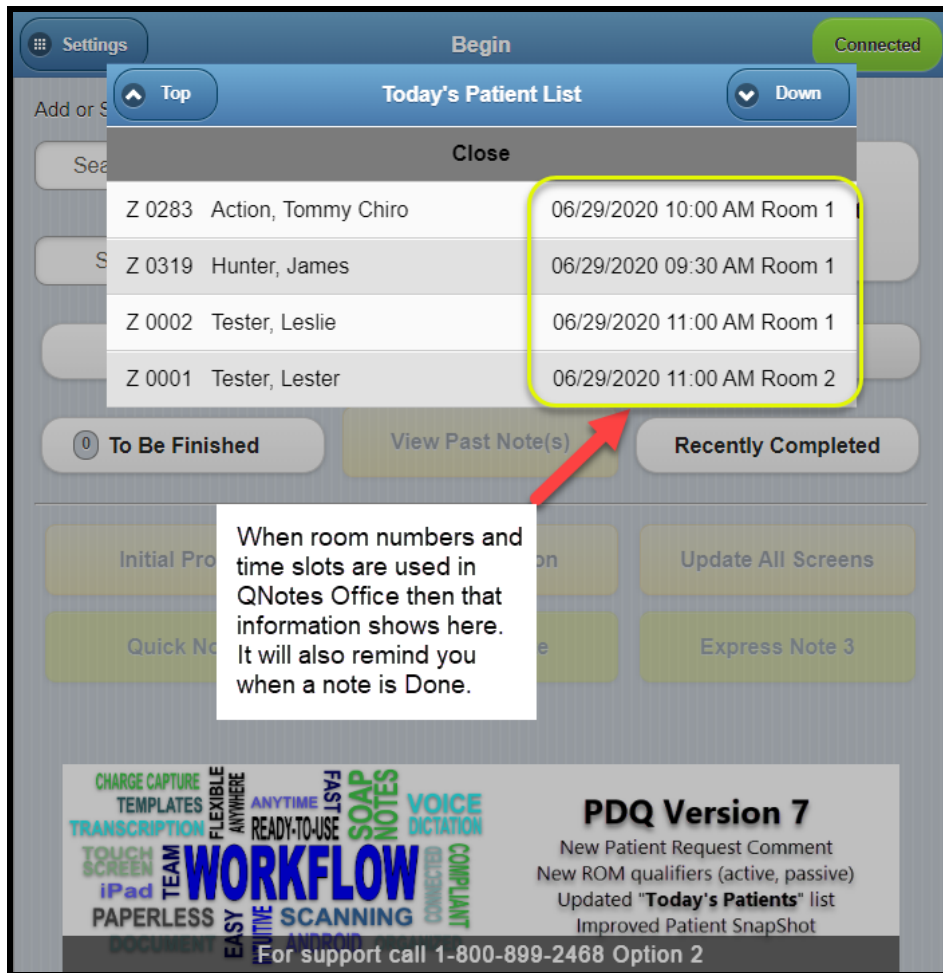 Settings
Begin
Connected
Top
Today's Patient List
Down
Add or S
Close
Sea
Z 0283 Action, Tommy Chiro 06/29/2020 10:00 AM Room 1
S
Z 0319 Hunter, James 06/29/2020 09:30 AM Room 1
Z 0002 Tester, Leslie 06/29/2020 11:00 AM Room 1
Z 0001 Tester, Lester 06/29/2020 11:00 AM Room 2
0 To Be Finished
View Past Note(s)
Recently Completed
Initial Pro
on
Update All Screens
Quick No
e
Express Note 3
When room numbers and
time slots are used in
QNotes Office then that
information shows here.
It will also remind you
when a note is Done.
CHARGE CAPTURE
TEMPLATES
TRANSCRIPTION
FLEXIBLE
ANYWHERE
ANYTIME
FAST
READY-TO-USE
SOAP
NOTES
VOICE
DICTATION
TOUCH
SCREEN
iPad
TEAM
WORKFLOW
CONNECTED
COMPLIANT
PAPERLESS
EASY
INTUITIVE
SCANNING
DOCUMENT
ANDROID
PDQ Version 7
New Patient Request Comment
New ROM qualifiers (active, passive)
Updated "Today's Patients" list
Improved Patient SnapShot
For support call 1-800-899-2468 Option 2